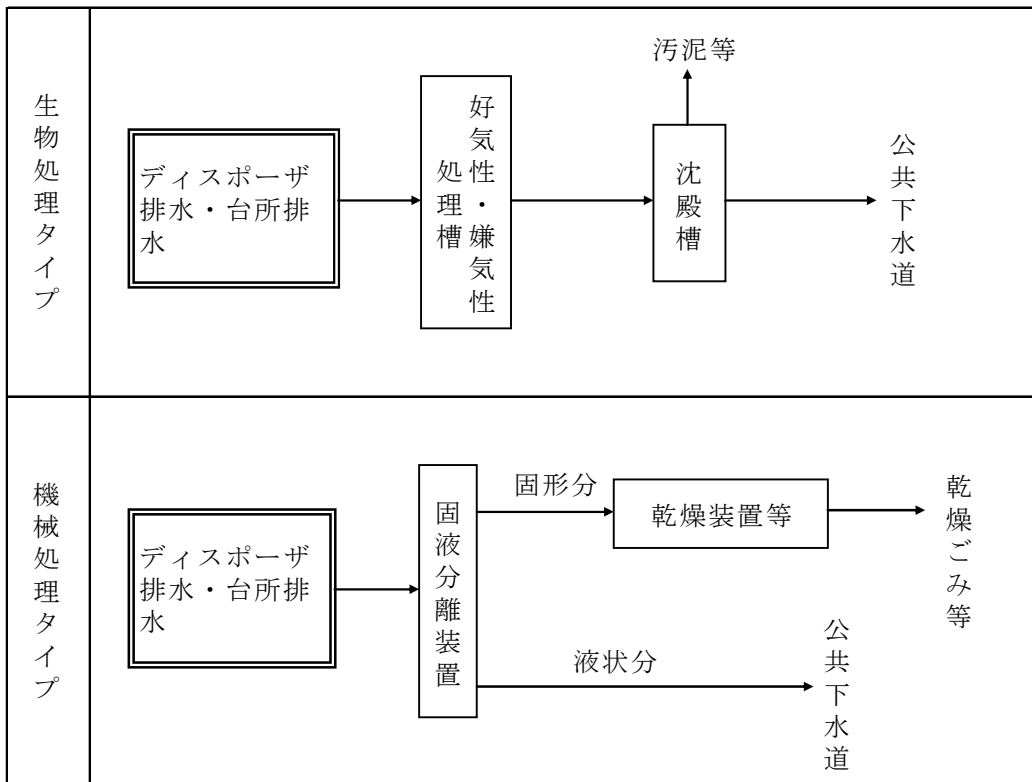 生物処理タイプ
ディスポーザ
排水・台所排
水
好気性・嫌気性
処理槽
汚泥等
沈殿槽
公共下水道
機械処理タイプ
ディスポーザ
排水・台所排
水
固液分離装置
固形分
乾燥装置等
乾燥ごみ等
液状分
公共下水道